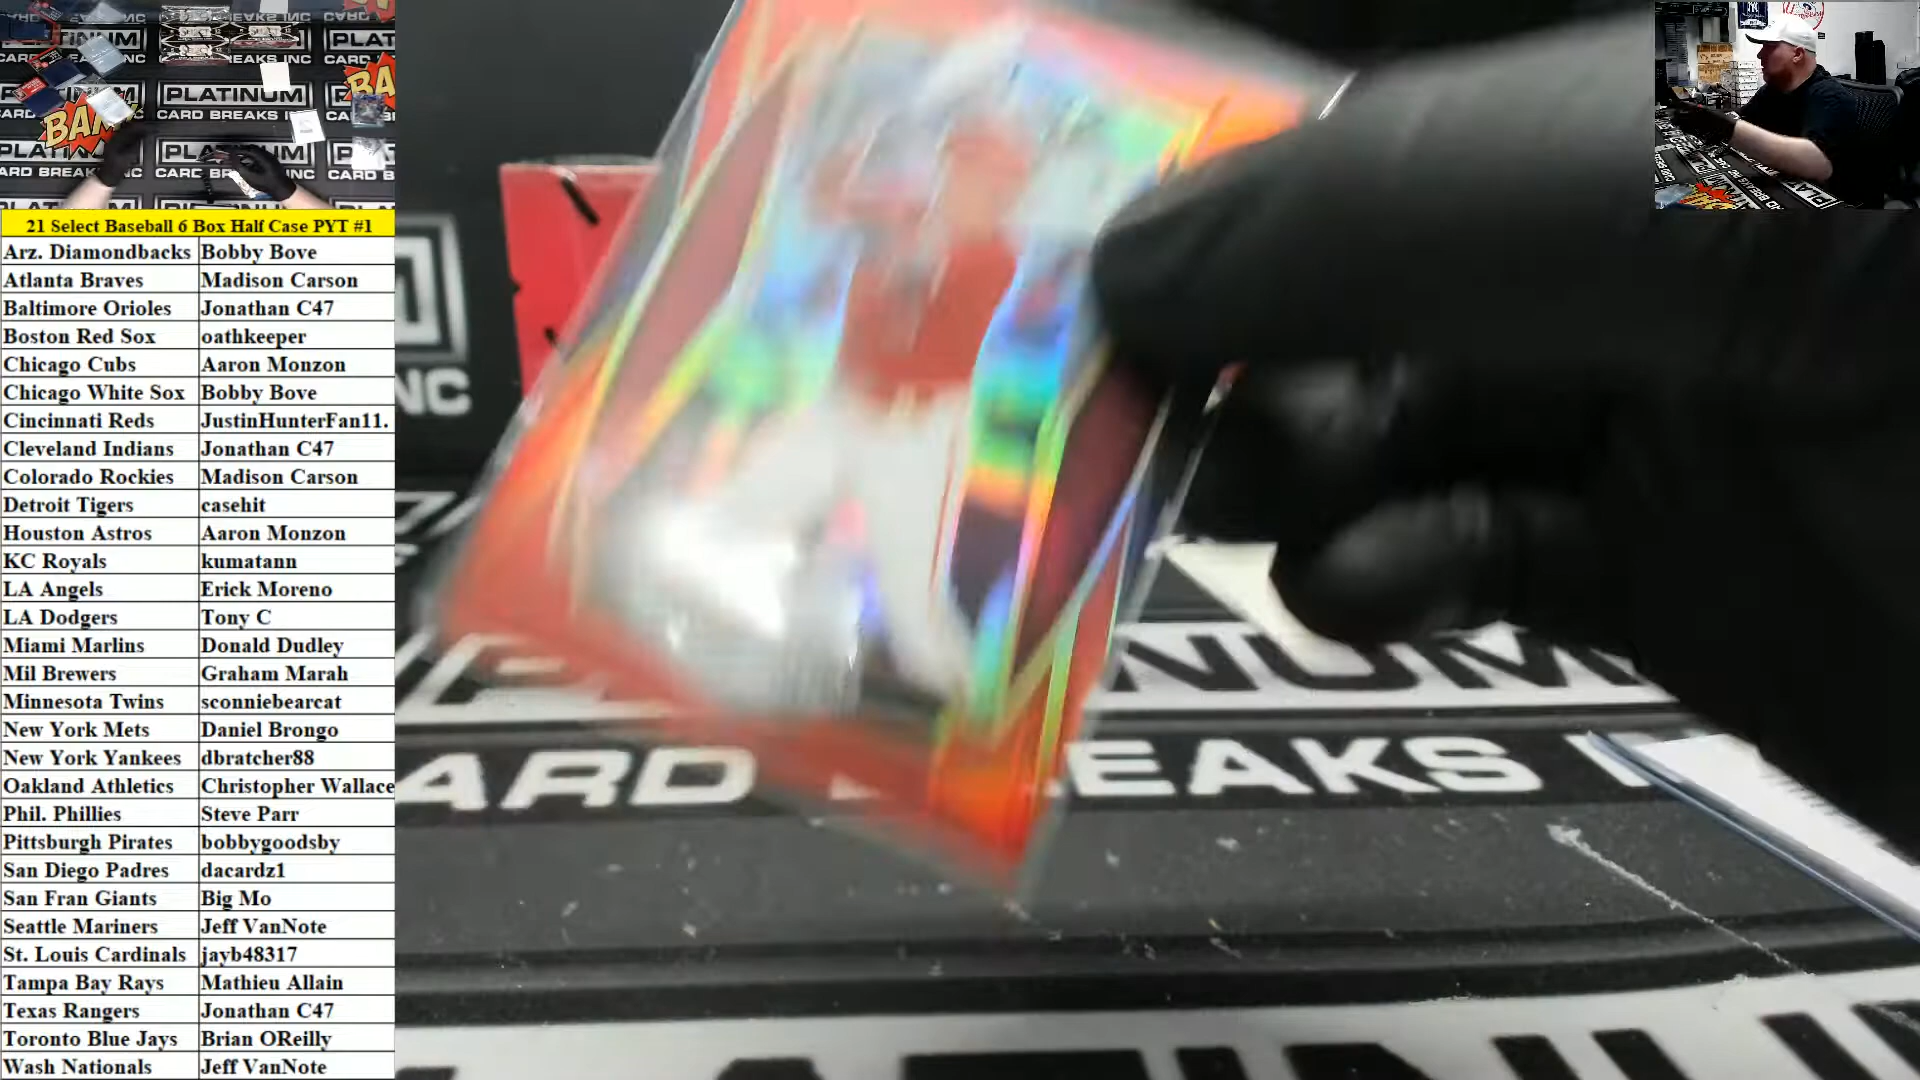 21 Select Baseball 6 Box Half Case PYT #1
Arz. Diamondbacks Bobby Bove
Atlanta Braves Madison Carson
Baltimore Orioles Jonathan C47
Boston Red Sox oathkeeper
Chicago Cubs Aaron Monzon
Chicago White Sox Bobby Bove
Cincinnati Reds JustinHunterFan11.
Cleveland Indians Jonathan C47
Colorado Rockies Madison Carson
Detroit Tigers casehit
Houston Astros Aaron Monzon
KC Royals kumatann
LA Angels Erick Moreno
LA Dodgers Tony C
Miami Marlins Donald Dudley
Mil Brewers Graham Marah
Minnesota Twins sconniebearcat
New York Mets Daniel Brongo
New York Yankees dbratcher88
Oakland Athletics Christopher Wallace
Phil. Phillies Steve Parr
Pittsburgh Pirates bobbygoodsby
San Diego Padres dacardz1
San Fran Giants Big Mo
Seattle Mariners Jeff VanNote
St. Louis Cardinals jayb48317
Tampa Bay Rays Mathieu Allain
Texas Rangers Jonathan C47
Toronto Blue Jays Brian OReilly
Wash Nationals Jeff VanNote
PLATINUM
CARD BREAKS INC
BAM
INC
NUM
ARD EAKS IN